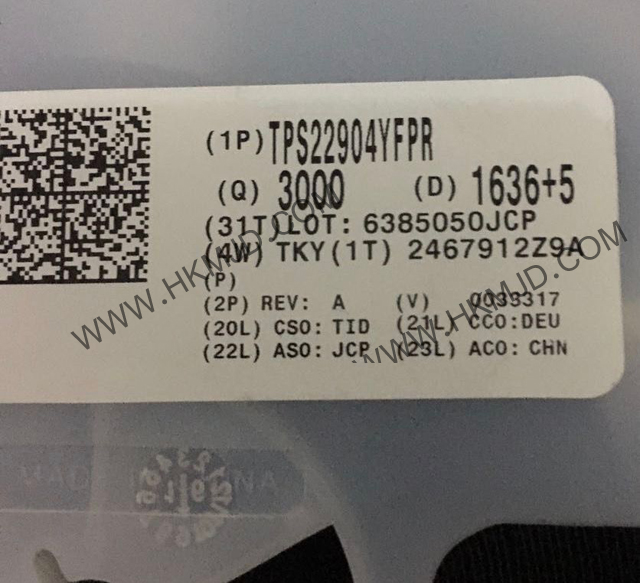 (1P) TPS22904YFPR
(Q) 3000 (D) 1636+5
(31T) LOT: 6385050JCP
(4W) TKY (1T) 2467912Z9A
(P)
(2P) REV: A (V) 0033317
(20L) CSO: TID (21L) CCO: DEU
(22L) ASO: JCP (23L) ACO: CHN
WWW.HKMJD.COM
WWW.HKMJD.COM